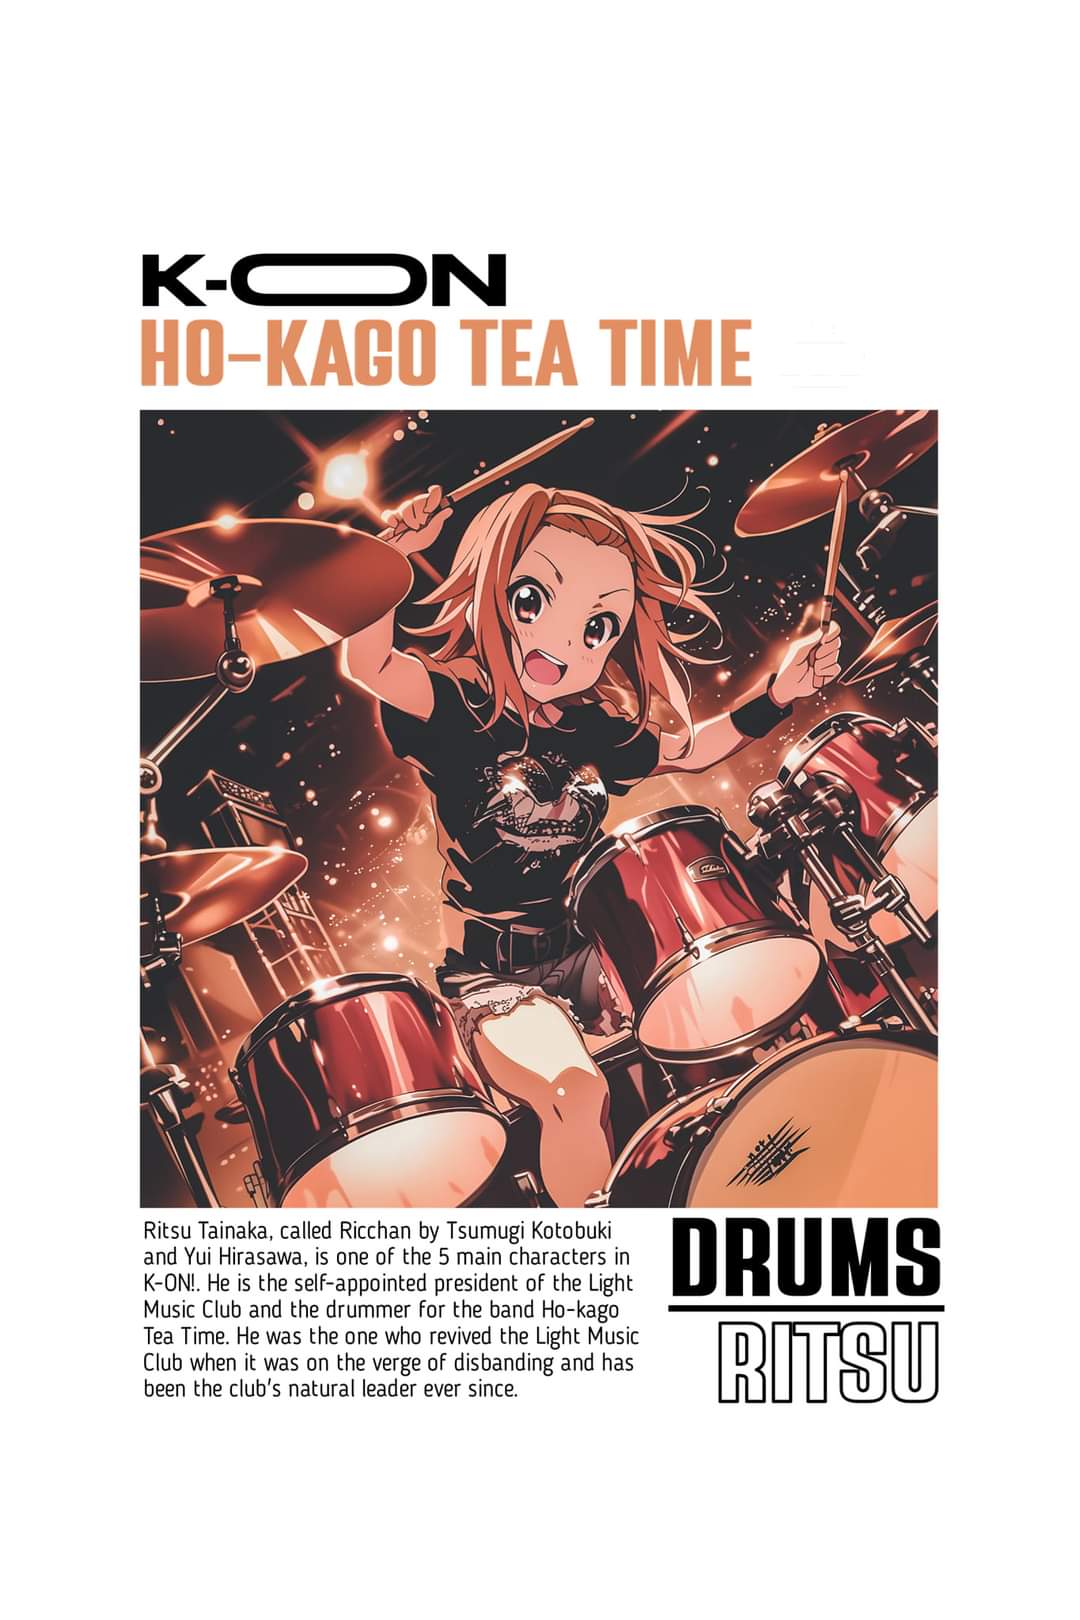 K-ON
HO-KAGO TEA TIME
Ritsu Tainaka, called Ricchan by Tsumugi Kotobuki
and Yui Hirasawa, is one of the 5 main characters in
K-ON!. He is the self-appointed president of the Light
Music Club and the drummer for the band Ho-kago
Tea Time. He was the one who revived the Light Music
Club when it was on the verge of disbanding and has
been the club's natural leader ever since.
DRUMS
RITSU